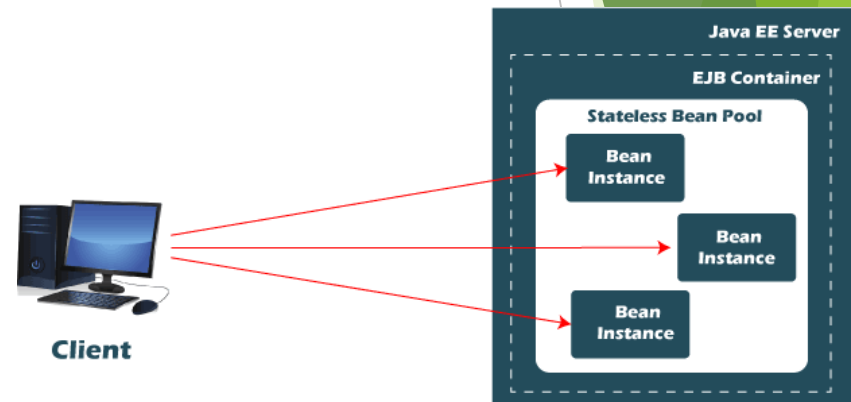 Java EE Server
EJB Container
Stateless Bean Pool
Bean
Instance
Bean
Instance
Bean
Instance
Client